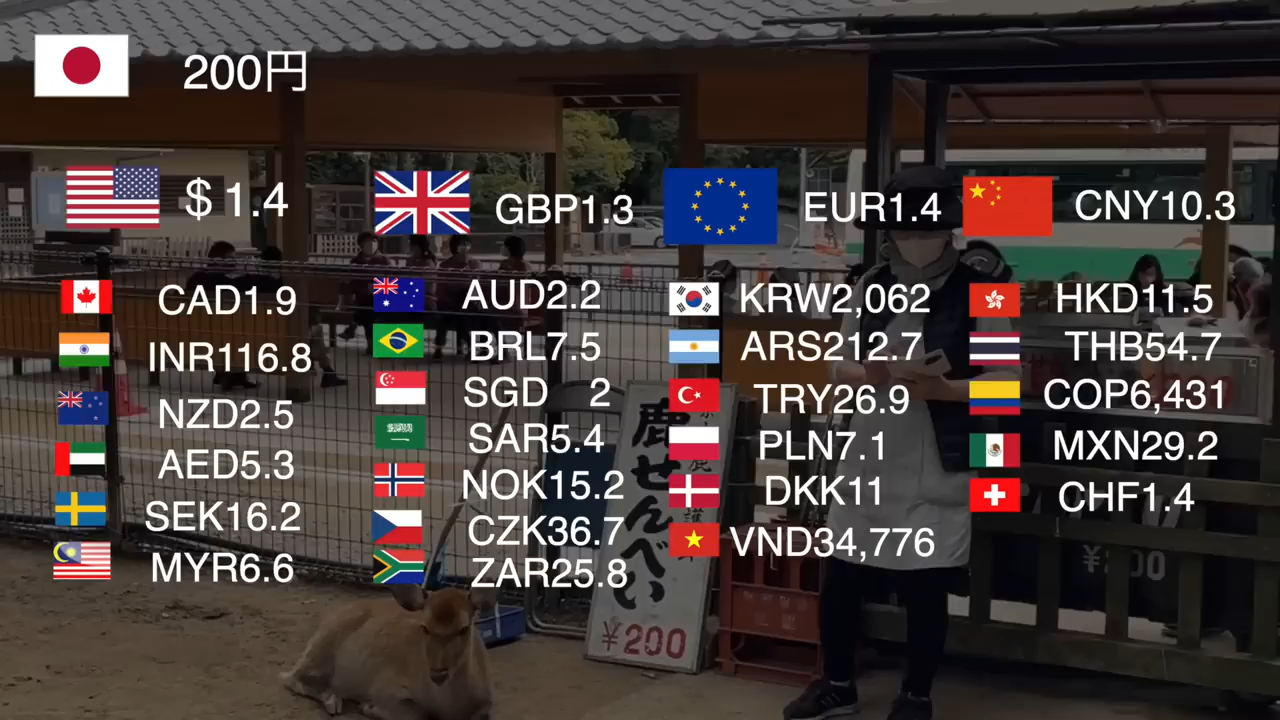 200円
$ 1.4
GBP1.3
EUR1.4
CNY10.3
CAD1.9
AUD2.2
KRW2,062
HKD11.5
INR116.8
BRL7.5
ARS212.7
THB54.7
NZD2.5
SGD 2
TRY26.9
COP6,431
AED5.3
SAR5.4
PLN7.1
MXN29.2
SEK16.2
NOK15.2
DKK11
CHF1.4
MYR6.6
CZK36.7
VND34,776
ZAR25.8
鹿せんべい
¥200
¥200